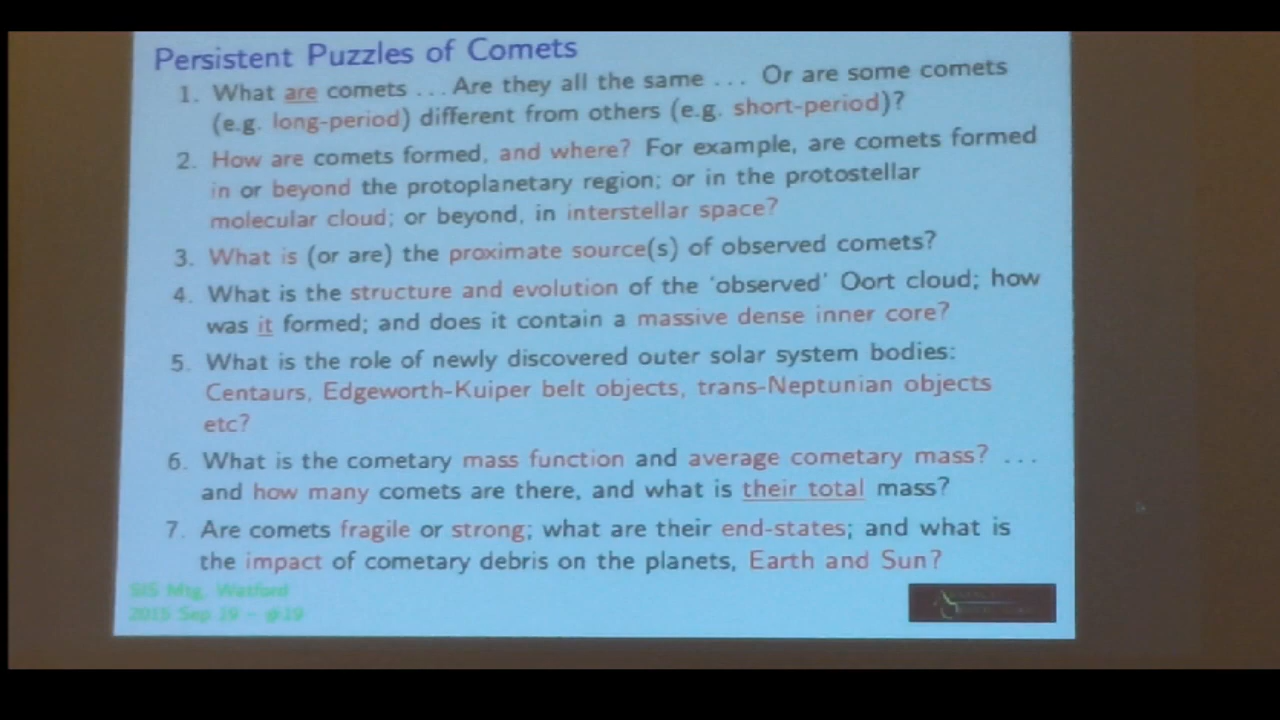 Persistent Puzzles of Comets
1. What are comets ... Are they all the same ... Or are some comets
(e.g. long-period) different from others (e.g. short-period)?
2. How are comets formed, and where? For example, are comets formed
in or beyond the protoplanetary region; or in the protostellar
molecular cloud; or beyond, in interstellar space?
3. What is (or are) the proximate source(s) of observed comets?
4. What is the structure and evolution of the 'observed' Oort cloud; how
was it formed; and does it contain a massive dense inner core?
5. What is the role of newly discovered outer solar system bodies:
Centaurs, Edgeworth-Kuiper belt objects, trans-Neptunian objects
etc?
6. What is the cometary mass function and average cometary mass? ...
and how many comets are there, and what is their total mass?
7. Are comets fragile or strong; what are their end-states; and what is
the impact of cometary debris on the planets, Earth and Sun?
SIS Mtg, Watford
2015 Sep 19 - #19